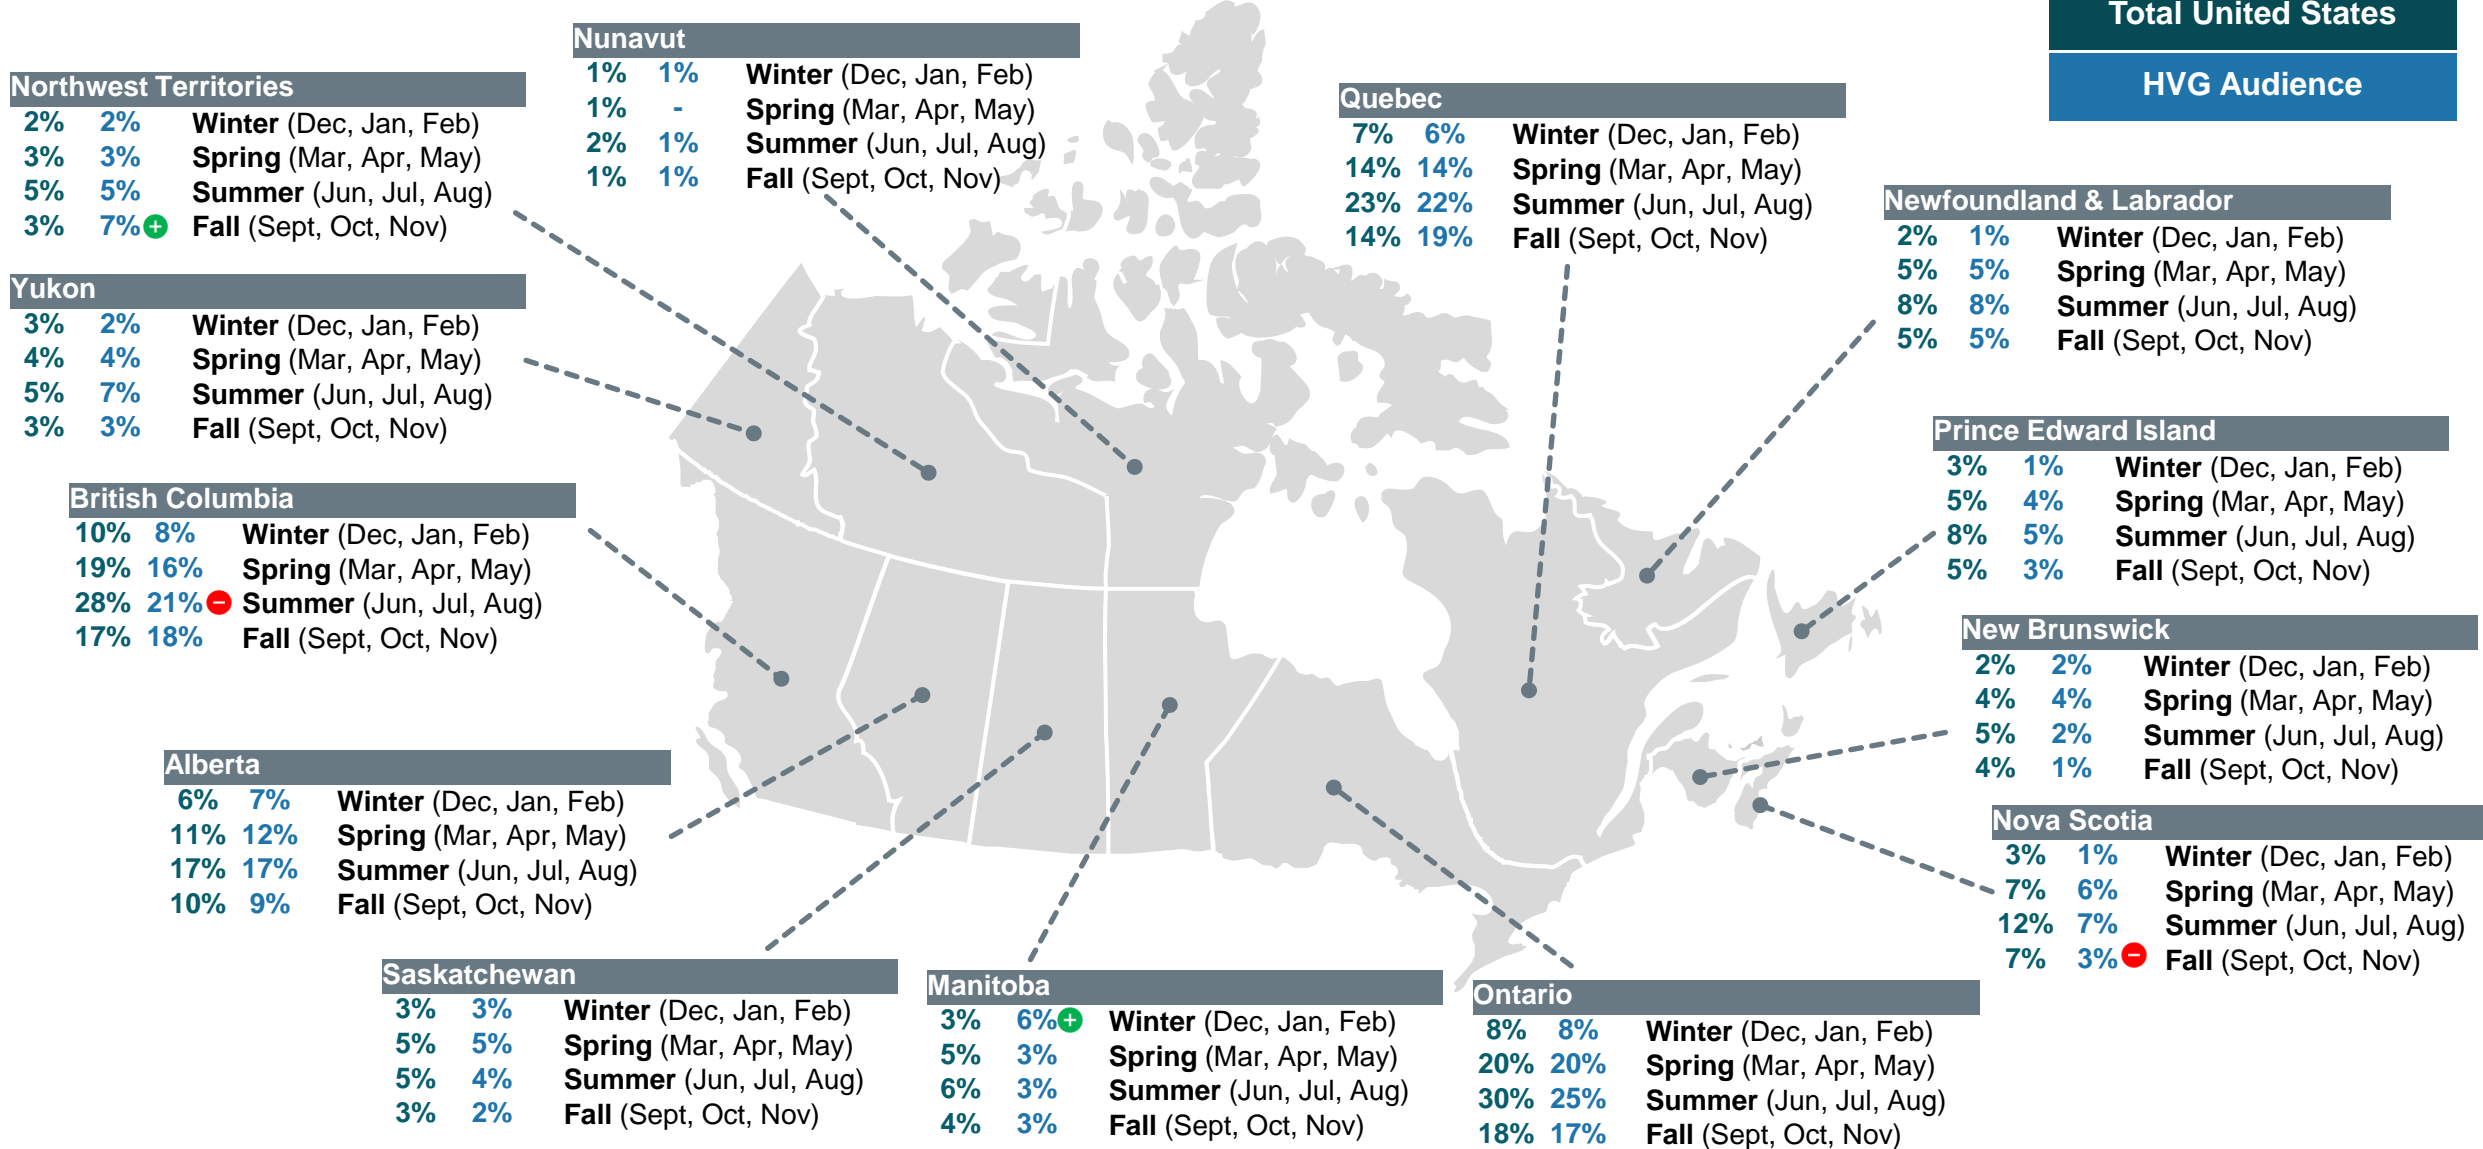 Total United States
HVG Audience
Nunavut
1% 1% Winter (Dec, Jan, Feb)
1% - Spring (Mar, Apr, May)
2% 1% Summer (Jun, Jul, Aug)
1% 1% Fall (Sept, Oct, Nov)
Northwest Territories
2% 2% Winter (Dec, Jan, Feb)
3% 3% Spring (Mar, Apr, May)
5% 5% Summer (Jun, Jul, Aug)
3% 7% + Fall (Sept, Oct, Nov)
Quebec
7% 6% Winter (Dec, Jan, Feb)
14% 14% Spring (Mar, Apr, May)
23% 22% Summer (Jun, Jul, Aug)
14% 19% Fall (Sept, Oct, Nov)
Newfoundland & Labrador
2% 1% Winter (Dec, Jan, Feb)
5% 5% Spring (Mar, Apr, May)
8% 8% Summer (Jun, Jul, Aug)
5% 5% Fall (Sept, Oct, Nov)
Yukon
3% 2% Winter (Dec, Jan, Feb)
4% 4% Spring (Mar, Apr, May)
5% 7% Summer (Jun, Jul, Aug)
3% 3% Fall (Sept, Oct, Nov)
Prince Edward Island
3% 1% Winter (Dec, Jan, Feb)
5% 4% Spring (Mar, Apr, May)
8% 5% Summer (Jun, Jul, Aug)
5% 3% Fall (Sept, Oct, Nov)
British Columbia
10% 8% Winter (Dec, Jan, Feb)
19% 16% Spring (Mar, Apr, May)
28% 21% − Summer (Jun, Jul, Aug)
17% 18% Fall (Sept, Oct, Nov)
New Brunswick
2% 2% Winter (Dec, Jan, Feb)
4% 4% Spring (Mar, Apr, May)
5% 2% Summer (Jun, Jul, Aug)
4% 1% Fall (Sept, Oct, Nov)
Alberta
6% 7% Winter (Dec, Jan, Feb)
11% 12% Spring (Mar, Apr, May)
17% 17% Summer (Jun, Jul, Aug)
10% 9% Fall (Sept, Oct, Nov)
Nova Scotia
3% 1% Winter (Dec, Jan, Feb)
7% 6% Spring (Mar, Apr, May)
12% 7% Summer (Jun, Jul, Aug)
7% 3% − Fall (Sept, Oct, Nov)
Saskatchewan
3% 3% Winter (Dec, Jan, Feb)
5% 5% Spring (Mar, Apr, May)
5% 4% Summer (Jun, Jul, Aug)
3% 2% Fall (Sept, Oct, Nov)
Manitoba
3% 6% + Winter (Dec, Jan, Feb)
5% 3% Spring (Mar, Apr, May)
6% 3% Summer (Jun, Jul, Aug)
4% 3% Fall (Sept, Oct, Nov)
Ontario
8% 8% Winter (Dec, Jan, Feb)
20% 20% Spring (Mar, Apr, May)
30% 25% Summer (Jun, Jul, Aug)
18% 17% Fall (Sept, Oct, Nov)